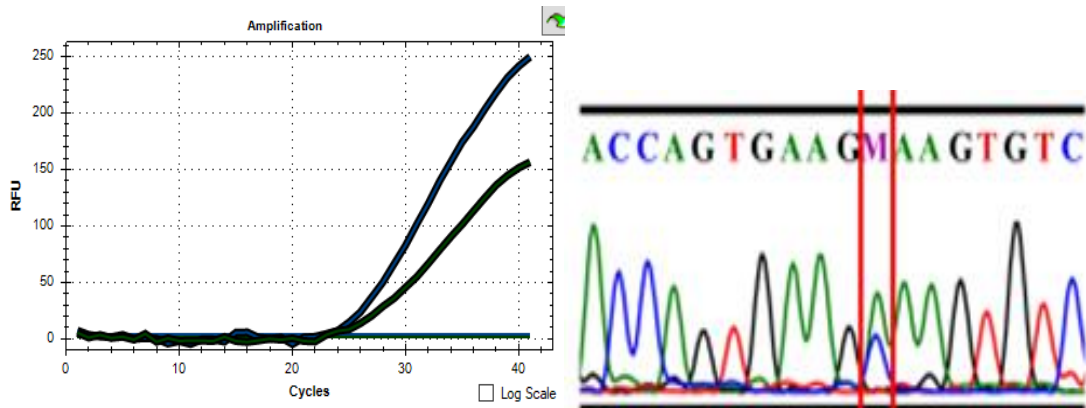 Amplification
250
200
150
100
50
0
RFU
0 10 20 30 40
Cycles
Log Scale
ACCAGTGAAGMAAGTGTC